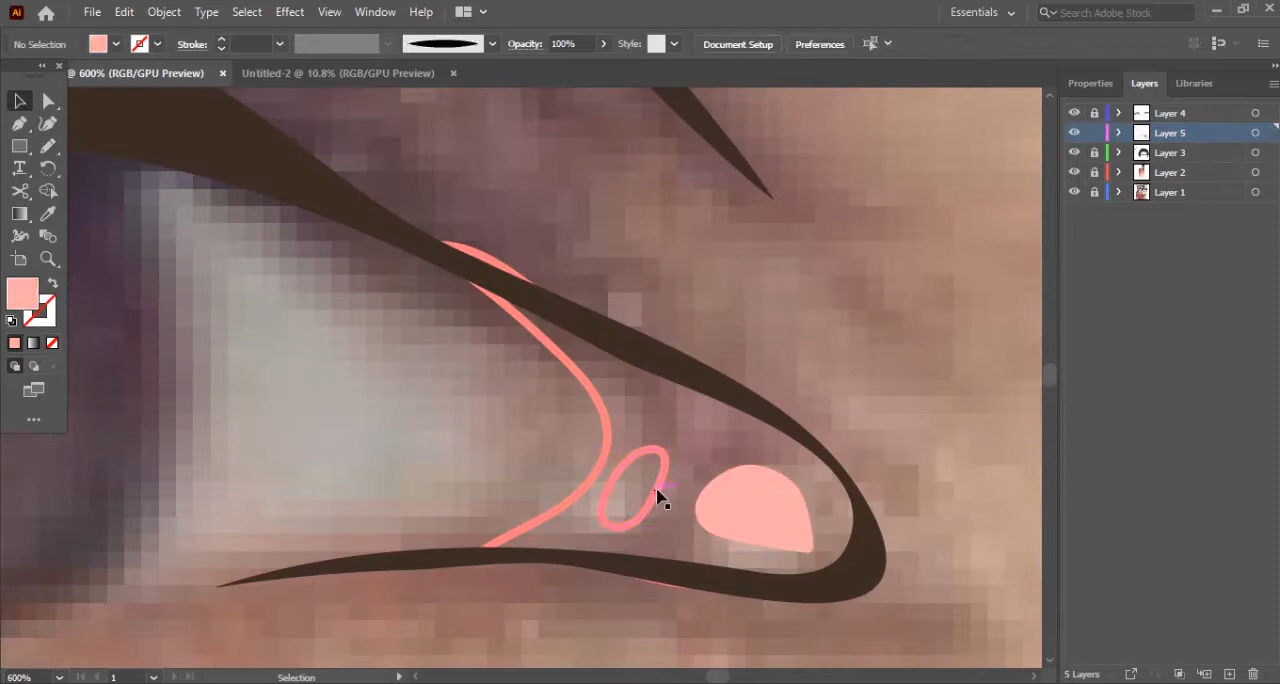 Ai File Edit Object Type Select Effect View Window Help Essentials Search Adobe Stock
No Selection Stroke: Opacity: 100% Style: Document Setup Preferences
@ 600% (RGB/GPU Preview) × Untitled-2 @ 10.8% (RGB/GPU Preview) ×
Properties Layers Libraries
Layer 4
Layer 5
Layer 3
Layer 2
Layer 1
600% 1 Selection 5 Layers